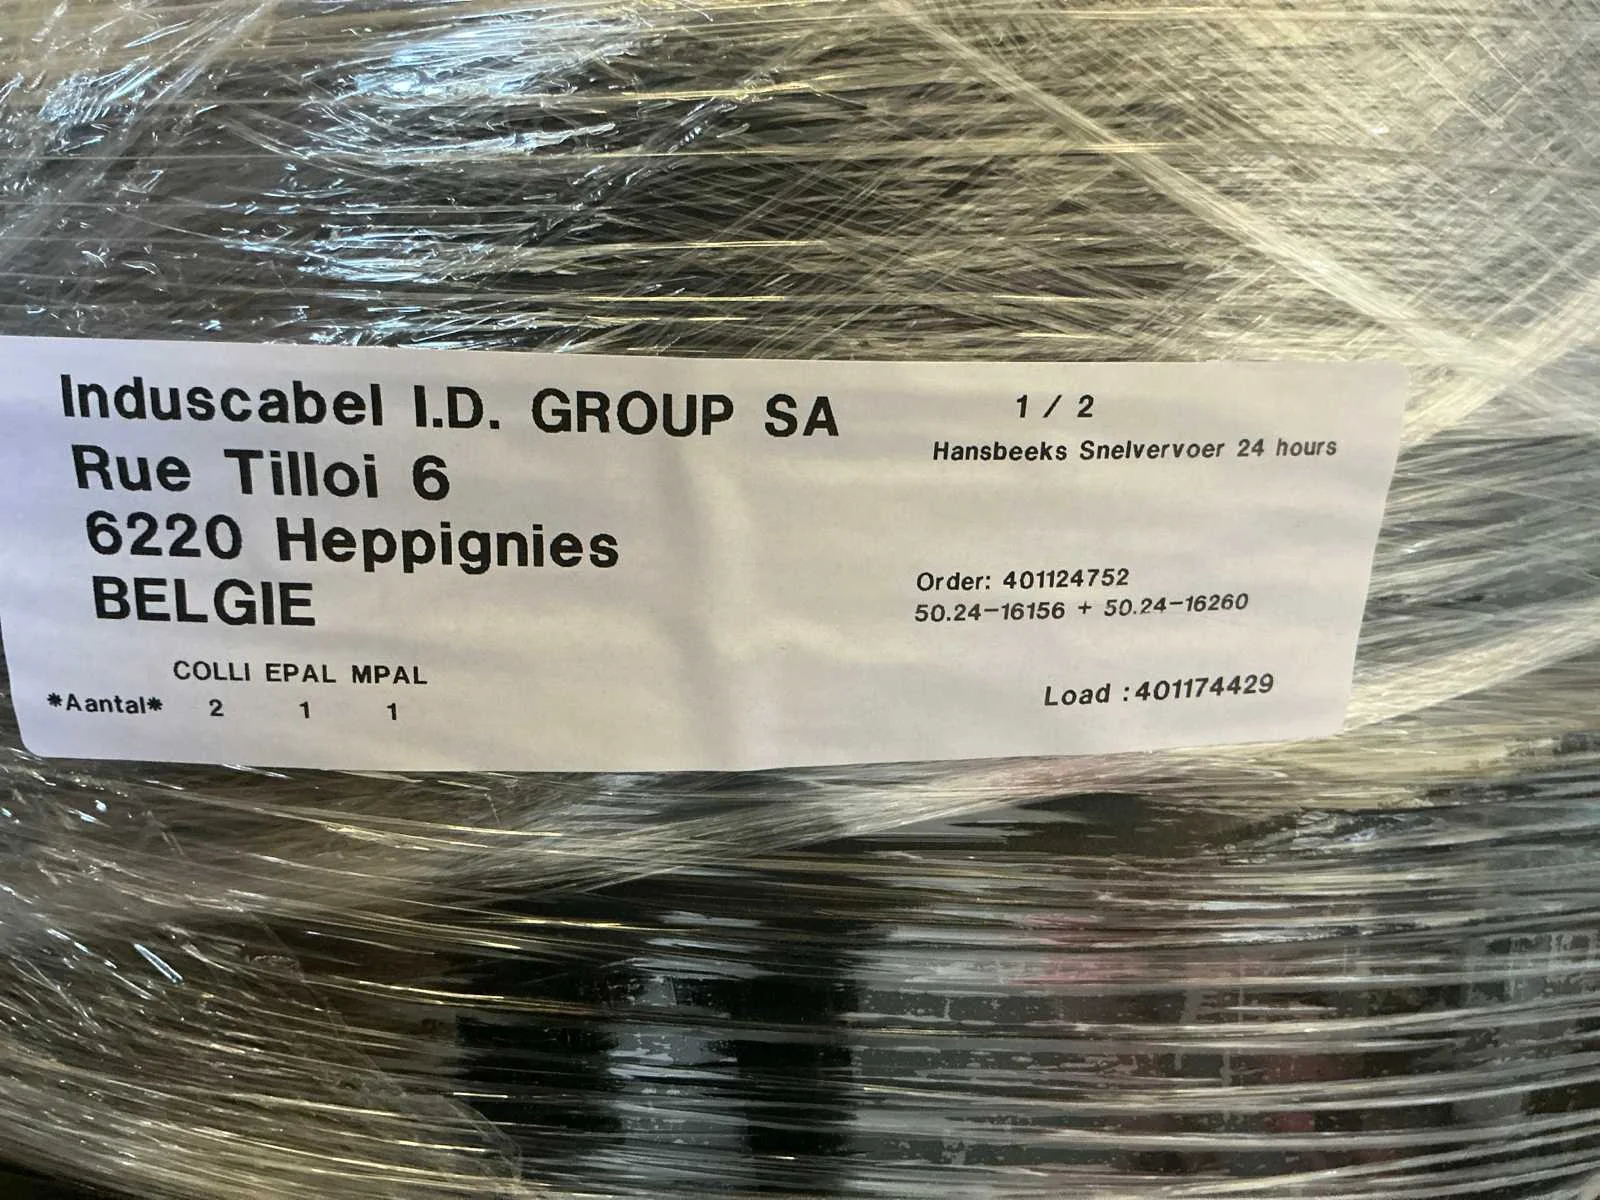 Induscabel I.D. GROUP SA
Rue Tilloi 6
6220 Heppignies
BELGIE
COLLI EPAL MPAL
*Aantal* 2 1 1
1 / 2
Hansbeeks Snelvervoer 24 hours
Order: 401124752
50.24-16156 + 50.24-16260
Load :401174429